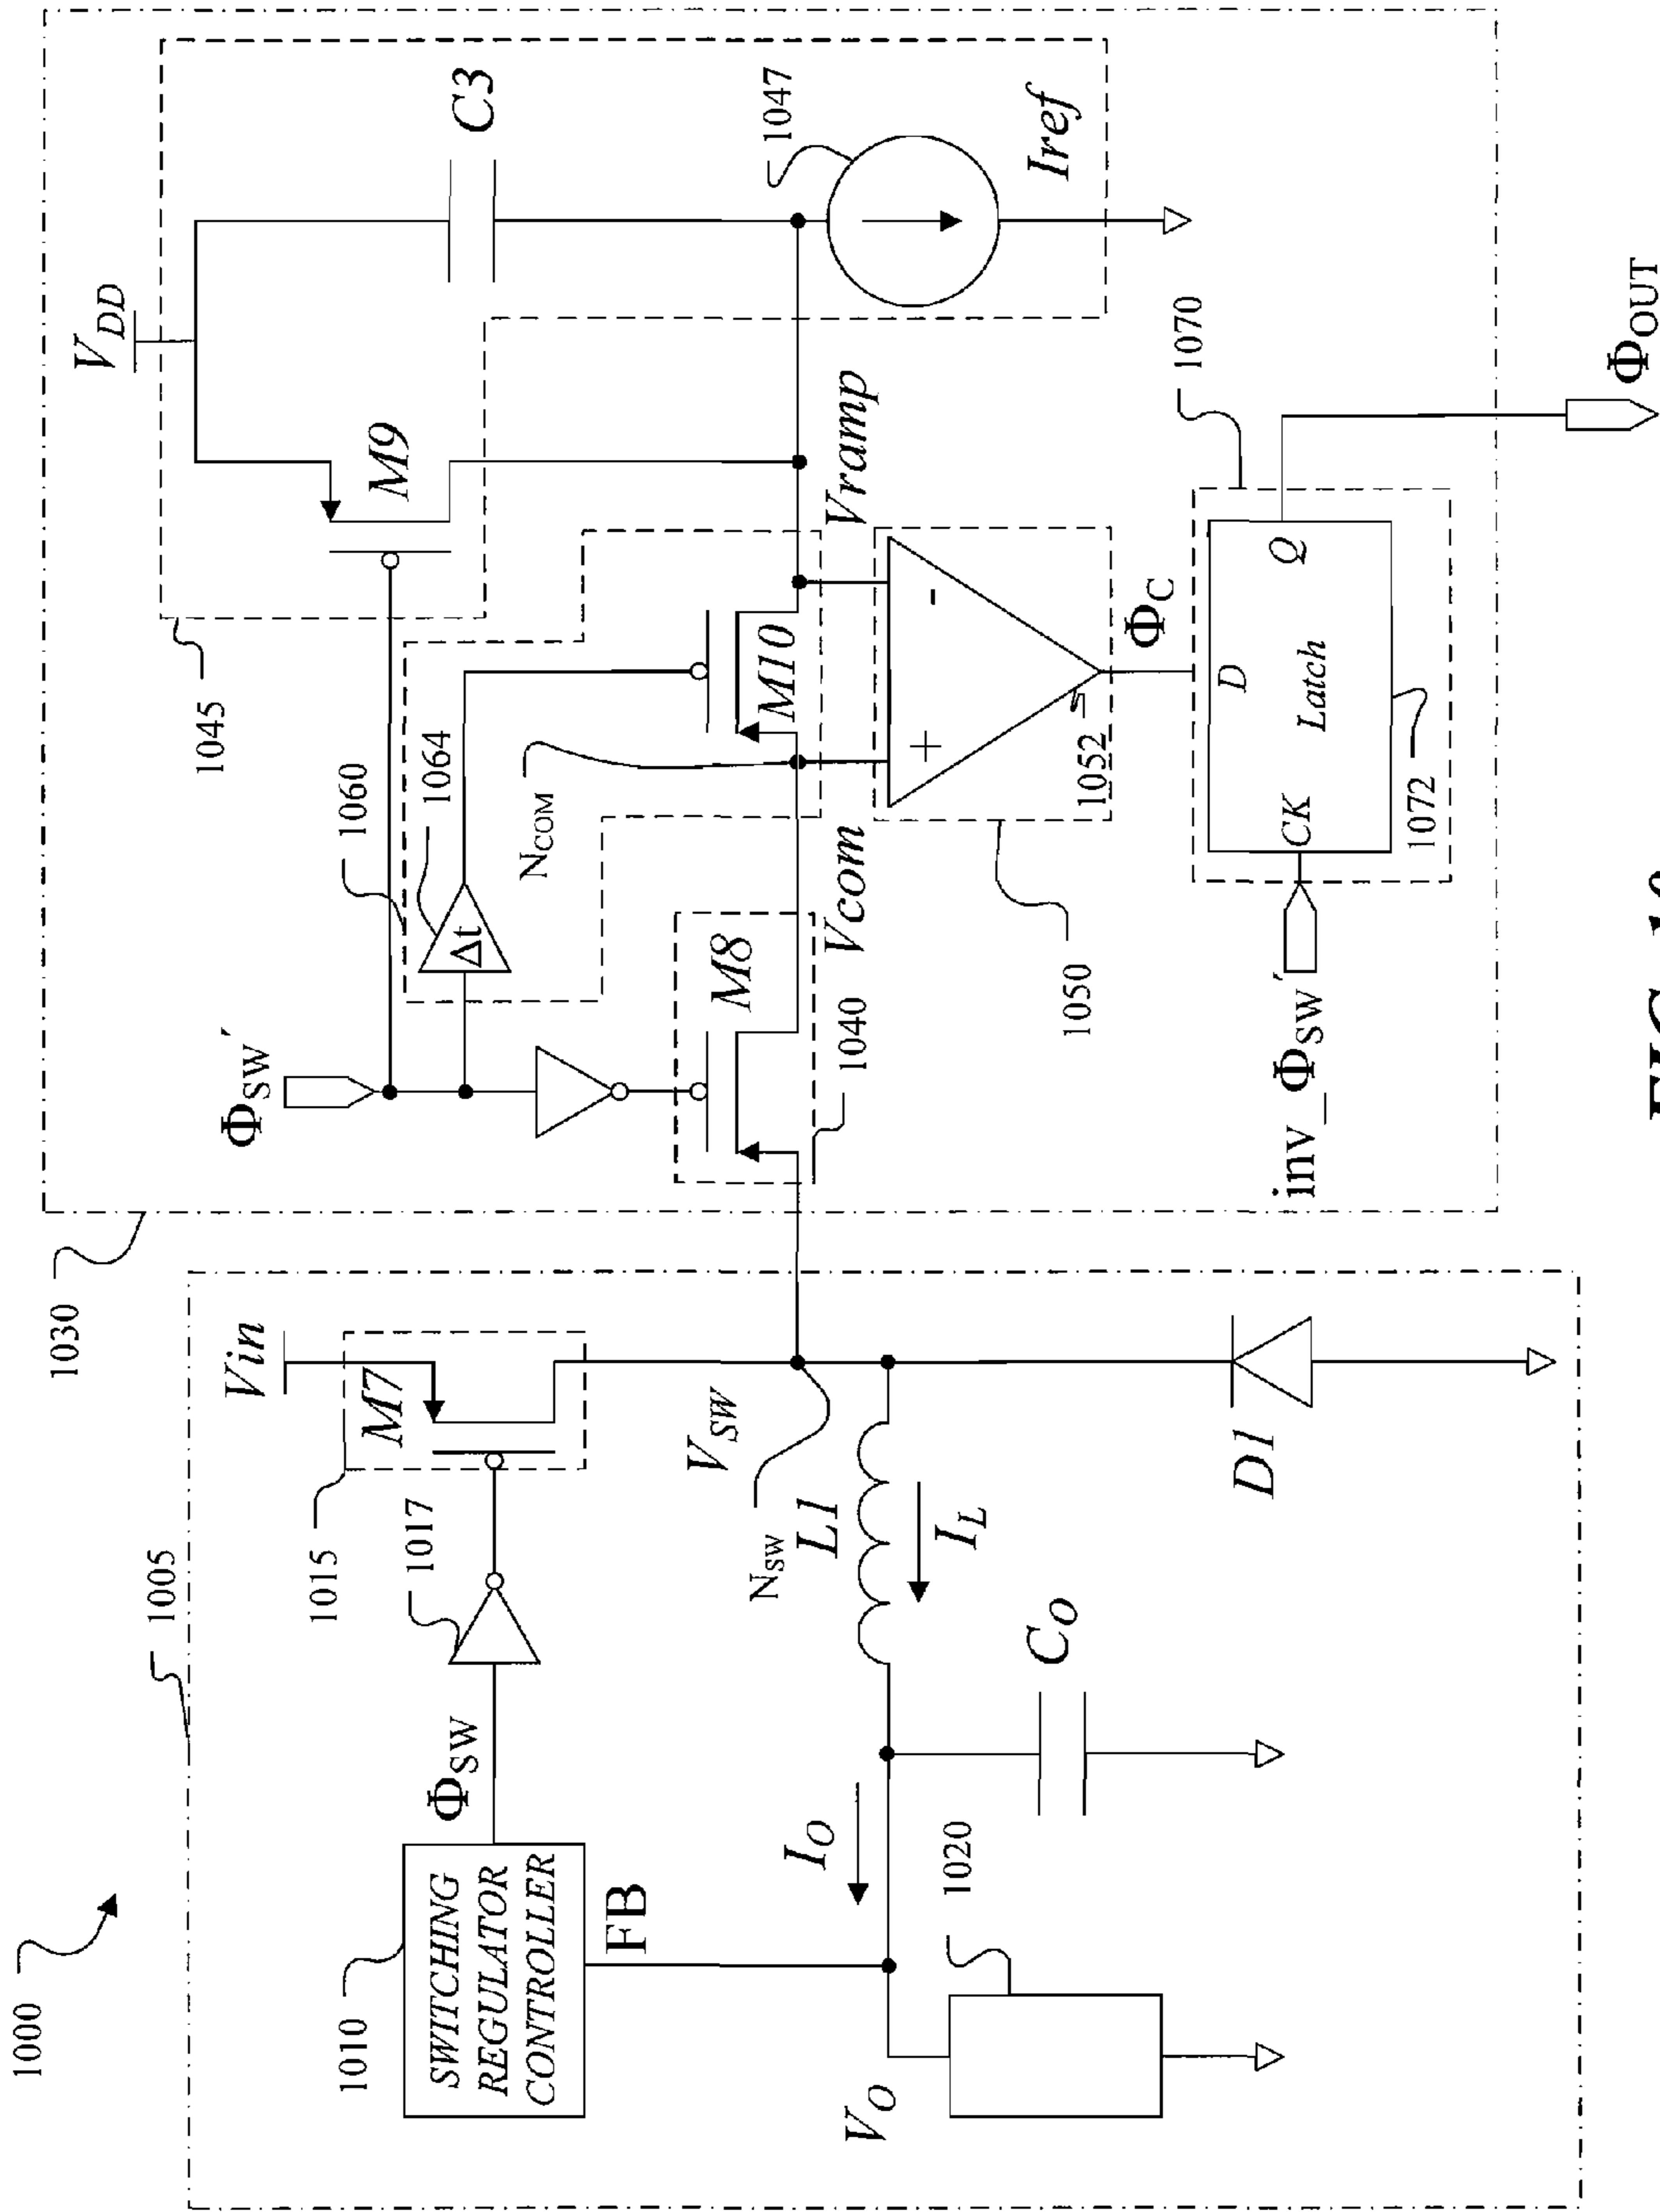 1000
1005
1010
SWITCHING
REGULATOR
CONTROLLER
Φ_SW
1017
1015
M7
Vin
FB
V_SW
N_SW
L1
I_L
I_O
V_O
1020
C_O
D1
1030
Φ_SW′
1060
1064
Δt
1045
M9
V_DD
C3
1047
Iref
N_COM
M8
1040
Vcom
M10
Vramp
+
-
1052
1050
Φ_C
1070
D
CK
Q
Latch
1072
inv_Φ_SW′
Φ_OUT